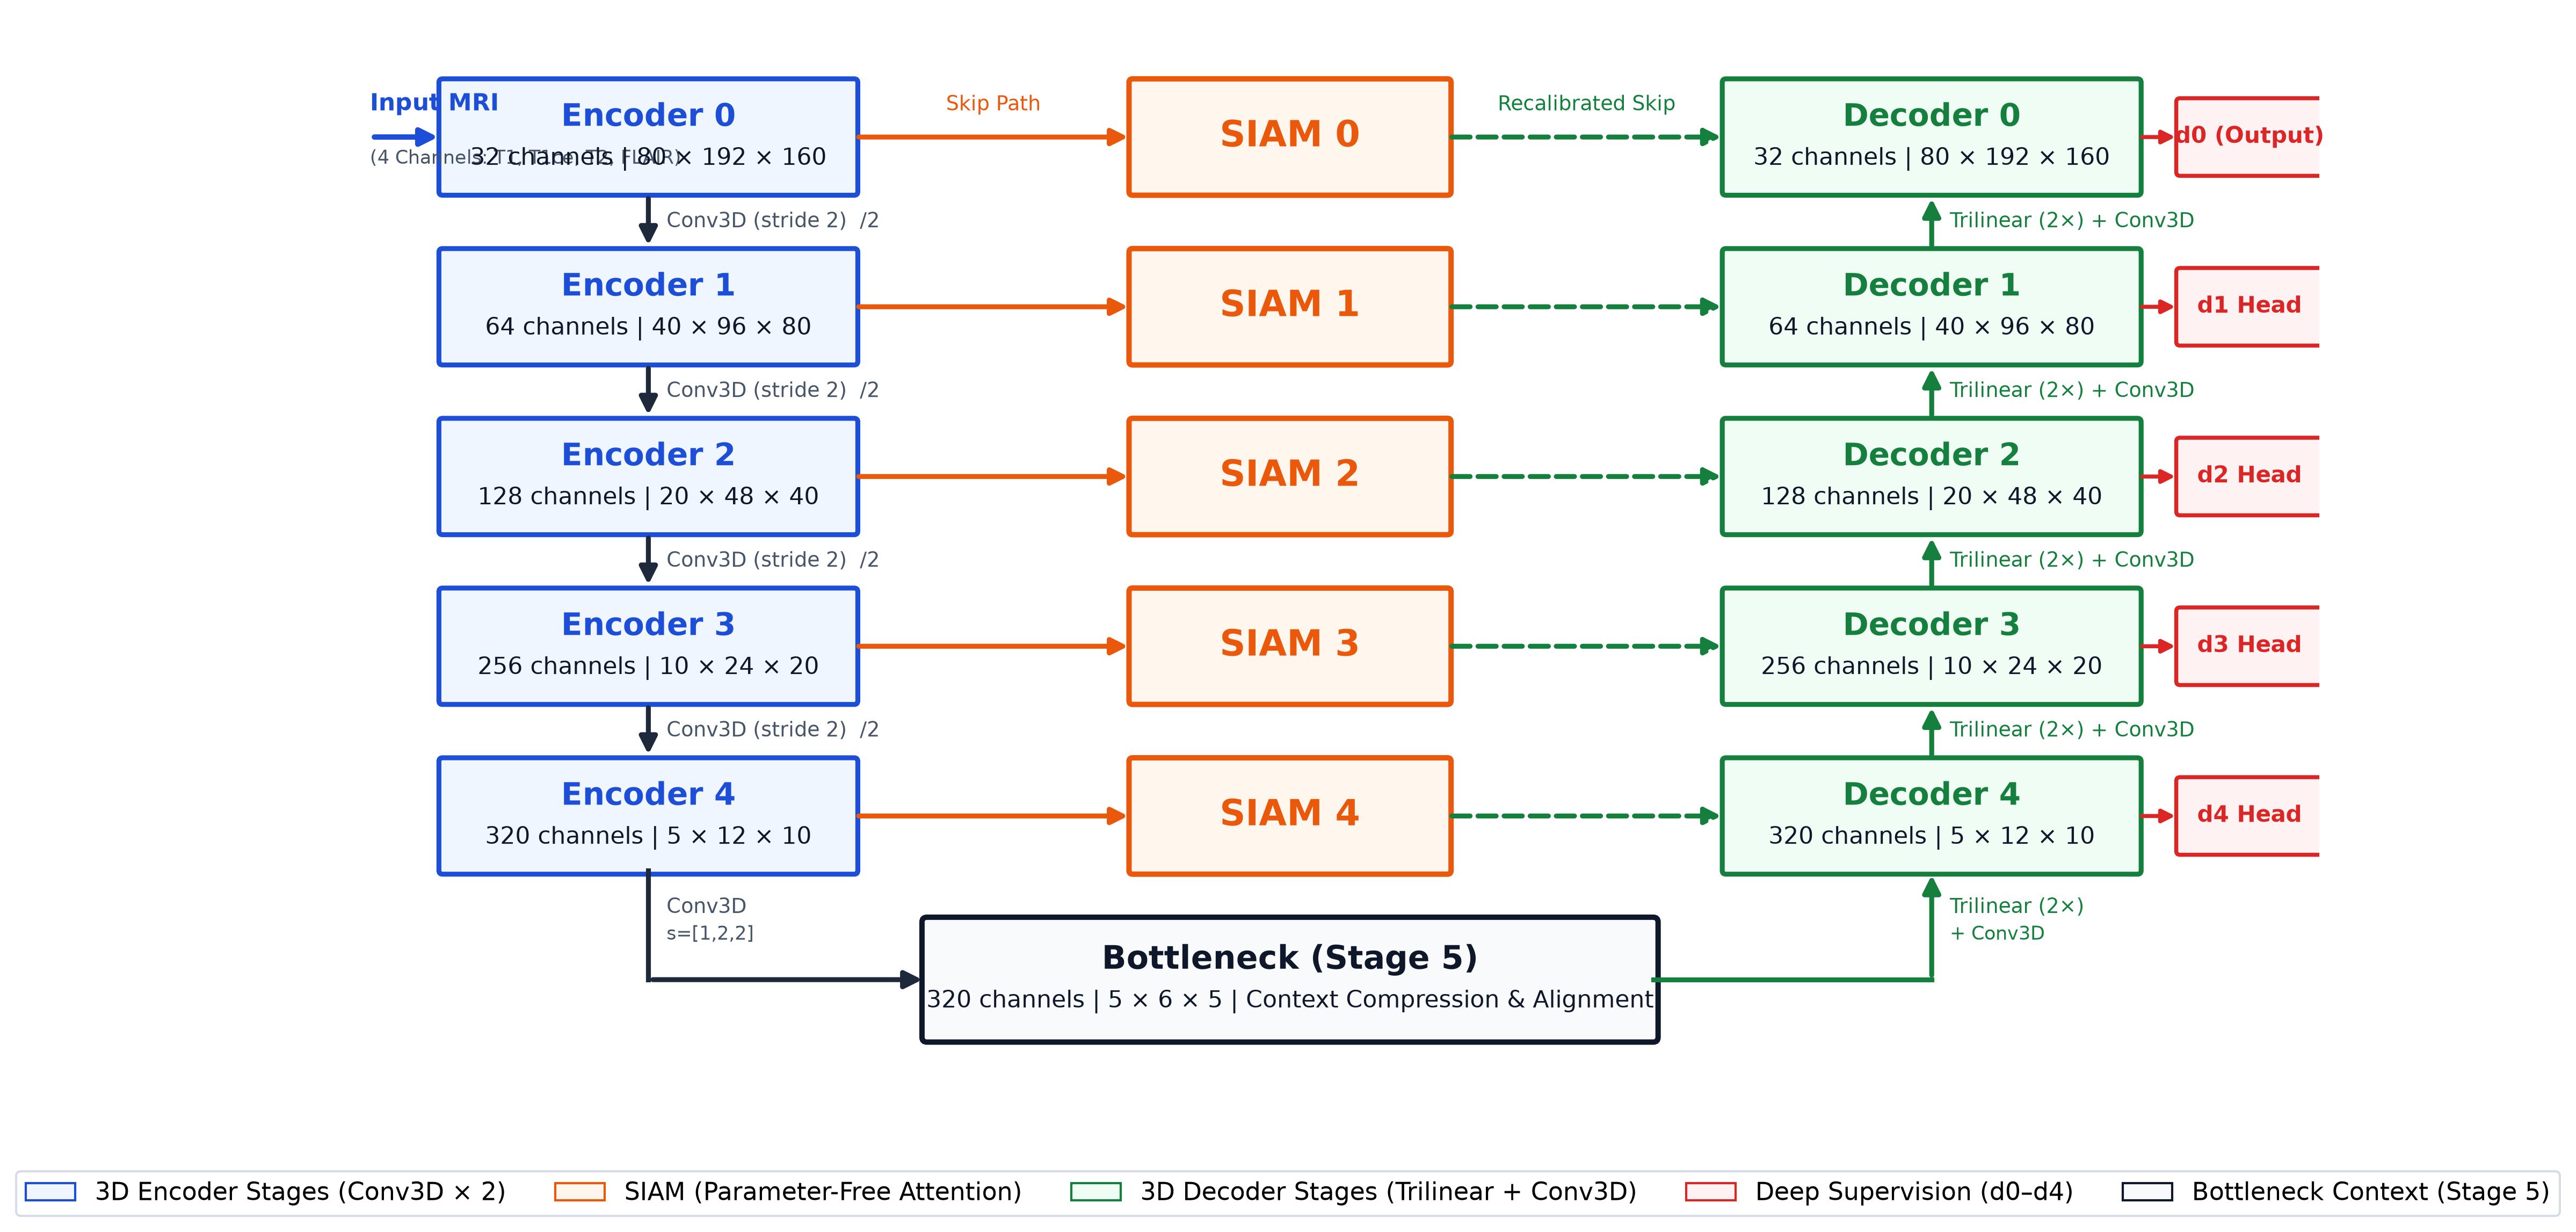 Input MRI
(4 Channels: T1, T1ce, T2, FLAIR)
Encoder 0
32 channels | 80 × 192 × 160
Skip Path
SIAM 0
Recalibrated Skip
Decoder 0
32 channels | 80 × 192 × 160
d0 (Output)
Conv3D (stride 2) /2
Trilinear (2×) + Conv3D
Encoder 1
64 channels | 40 × 96 × 80
SIAM 1
Decoder 1
64 channels | 40 × 96 × 80
d1 Head
Conv3D (stride 2) /2
Trilinear (2×) + Conv3D
Encoder 2
128 channels | 20 × 48 × 40
SIAM 2
Decoder 2
128 channels | 20 × 48 × 40
d2 Head
Conv3D (stride 2) /2
Trilinear (2×) + Conv3D
Encoder 3
256 channels | 10 × 24 × 20
SIAM 3
Decoder 3
256 channels | 10 × 24 × 20
d3 Head
Conv3D (stride 2) /2
Trilinear (2×) + Conv3D
Encoder 4
320 channels | 5 × 12 × 10
SIAM 4
Decoder 4
320 channels | 5 × 12 × 10
d4 Head
Conv3D
s=[1,2,2]
Trilinear (2×)
+ Conv3D
Bottleneck (Stage 5)
320 channels | 5 × 6 × 5 | Context Compression & Alignment
3D Encoder Stages (Conv3D × 2)
SIAM (Parameter-Free Attention)
3D Decoder Stages (Trilinear + Conv3D)
Deep Supervision (d0–d4)
Bottleneck Context (Stage 5)